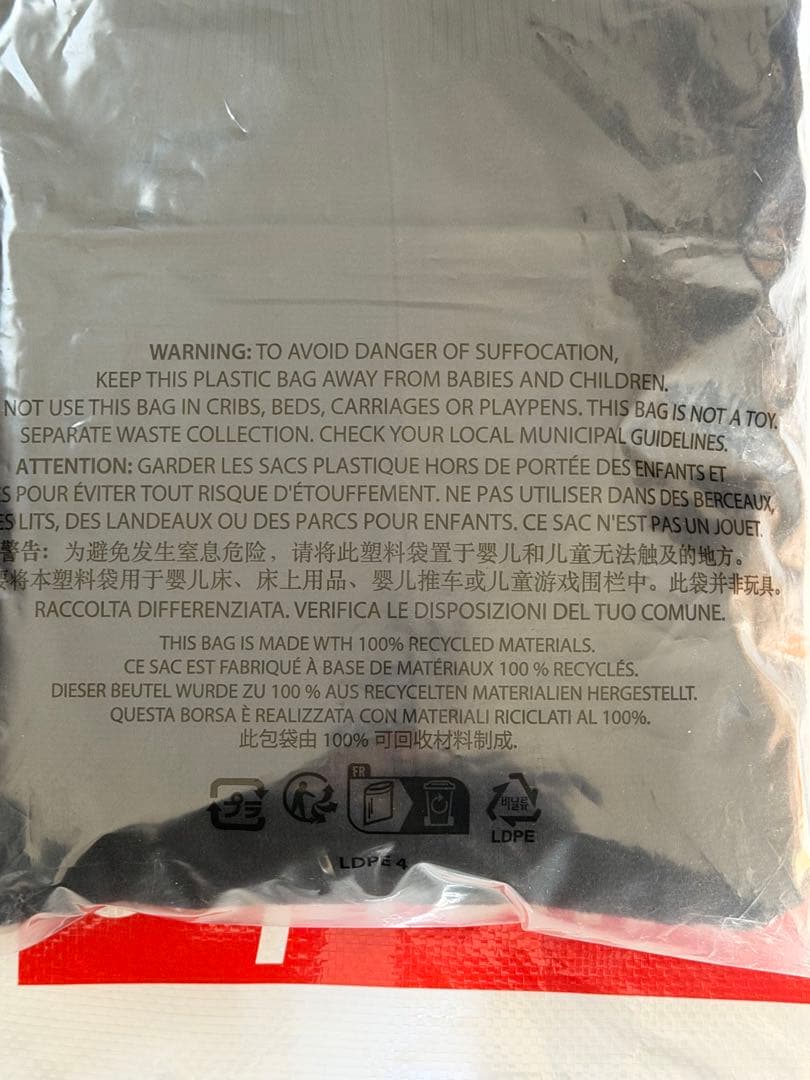 WARNING: TO AVOID DANGER OF SUFFOCATION,
KEEP THIS PLASTIC BAG AWAY FROM BABIES AND CHILDREN.
NOT USE THIS BAG IN CRIBS, BEDS, CARRIAGES OR PLAYPENS. THIS BAG IS NOT A TOY.
SEPARATE WASTE COLLECTION. CHECK YOUR LOCAL MUNICIPAL GUIDELINES.
ATTENTION: GARDER LES SACS PLASTIQUE HORS DE PORTÉE DES ENFANTS ET
POUR ÉVITER TOUT RISQUE D'ÉTOUFFEMENT. NE PAS UTILISER DANS DES BERCEAUX,
LITS, DES LANDEAUX OU DES PARCS POUR ENFANTS. CE SAC N'EST PAS UN JOUET.
警告: 为避免发生窒息危险，请将此塑料袋置于婴儿和儿童无法触及的地方。
将本塑料袋用于婴儿床、床上用品、婴儿推车或儿童游戏围栏中。此袋并非玩具。
RACCOLTA DIFFERENZIATA. VERIFICA LE DISPOSIZIONI DEL TUO COMUNE.
THIS BAG IS MADE WTH 100% RECYCLED MATERIALS.
CE SAC EST FABRIQUÉ À BASE DE MATÉRIAUX 100 % RECYCLÉS.
DIESER BEUTEL WURDE ZU 100 % AUS RECYCELTEN MATERIALIEN HERGESTELLT.
QUESTA BORSA È REALIZZATA CON MATERIALI RICICLATI AL 100%.
此包袋由 100% 可回收材料制成.
プラ
FR
비닐류
LDPE
LDPE 4